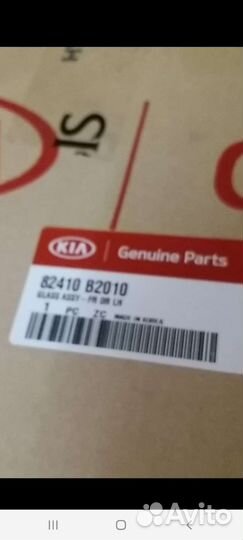 KIA
Genuine Parts
82410 B2010
GLASS ASSY-FR DR LH
1 PC ZC MADE IN KOREA
Avito